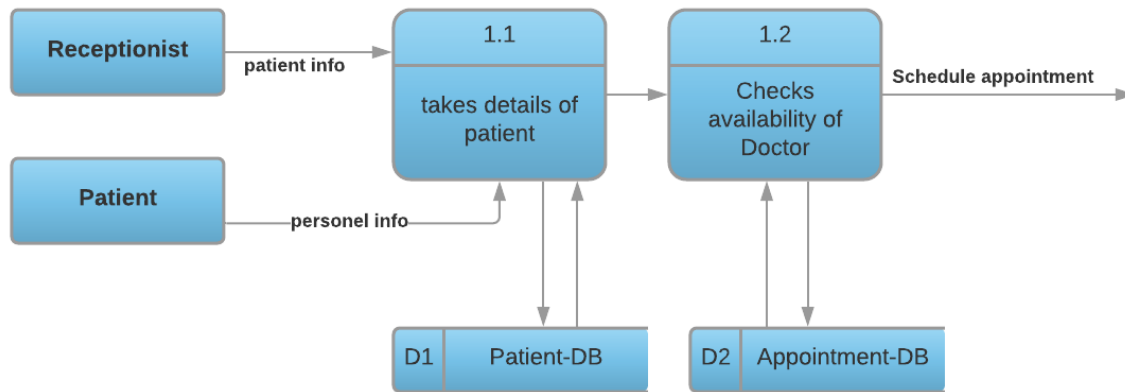 Receptionist
patient info
1.1
takes details of
patient
1.2
Checks
availability of
Doctor
Schedule appointment
Patient
personel info
D1
Patient-DB
D2
Appointment-DB